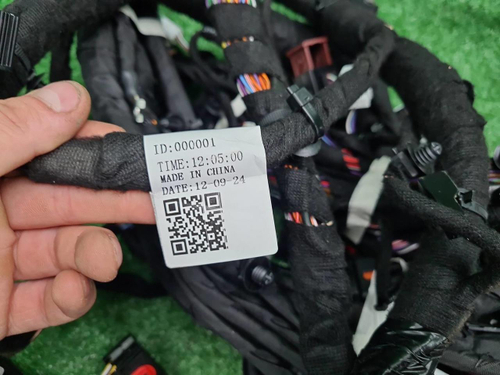 ID:000001
TIME:12:05:00
MADE IN CHINA
DATE:12-09-24